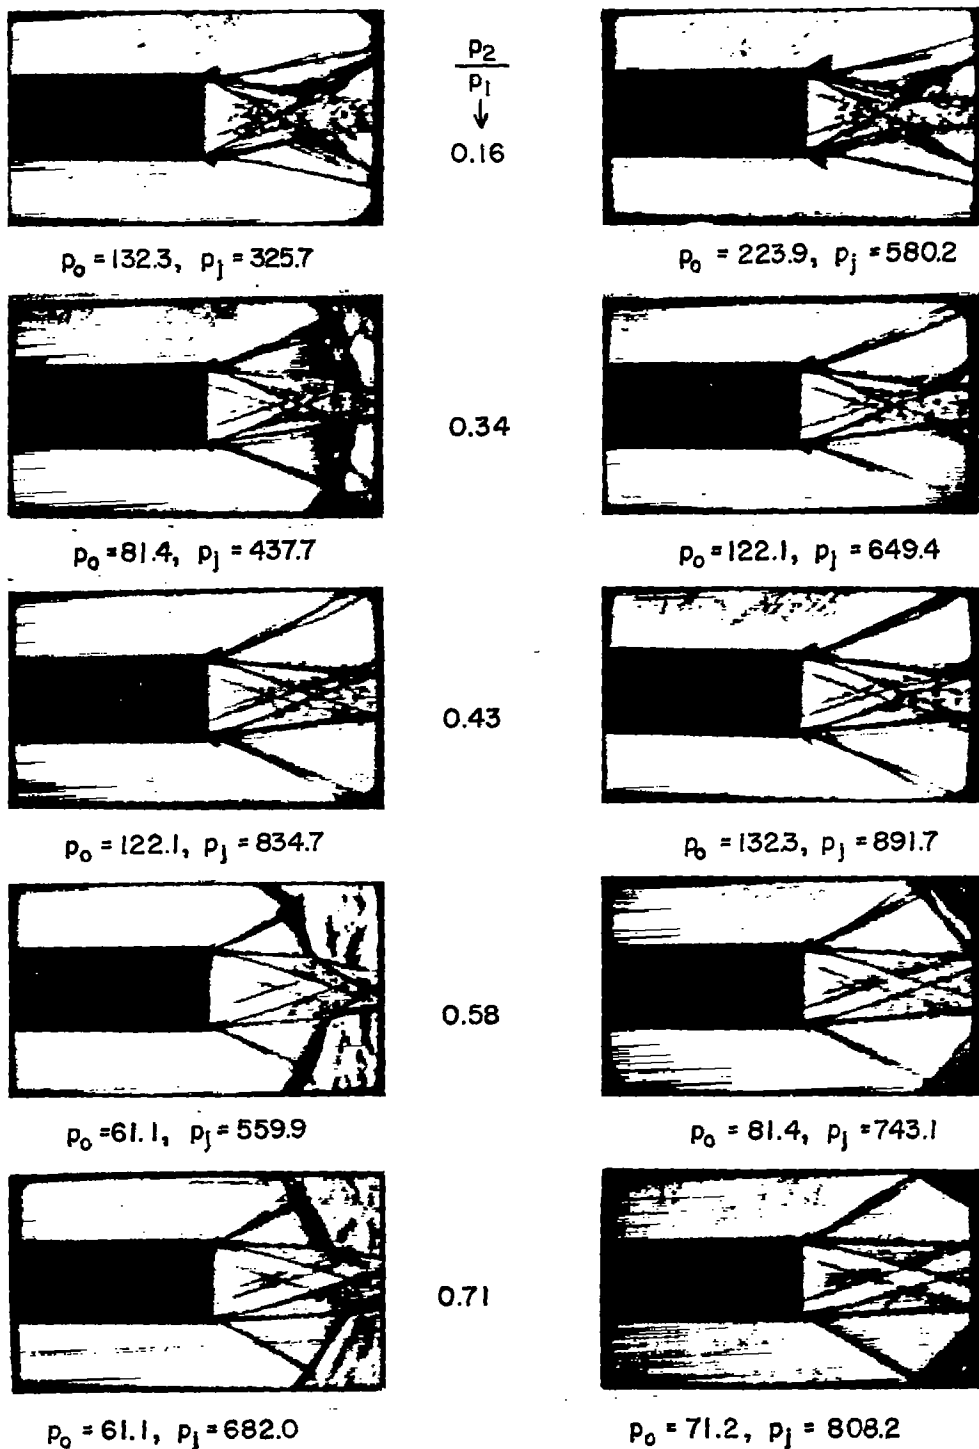 p₂
p₁
↓
0.16
p₀ = 132.3, pⱼ = 325.7
p₀ = 223.9, pⱼ = 580.2
0.34
p₀ = 81.4, pⱼ = 437.7
p₀ = 122.1, pⱼ = 649.4
0.43
p₀ = 122.1, pⱼ = 834.7
p₀ = 132.3, pⱼ = 891.7
0.58
p₀ = 61.1, pⱼ = 559.9
p₀ = 81.4, pⱼ = 743.1
0.71
p₀ = 61.1, pⱼ = 682.0
p₀ = 71.2, pⱼ = 808.2